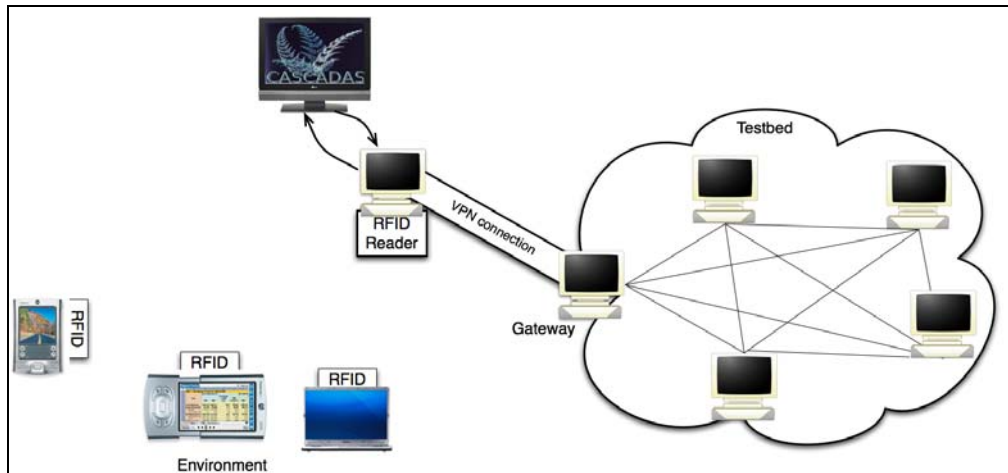 CASCADAS
Testbed
RFID
Reader
VPN connection
Gateway
RFID
RFID
RFID
Environment